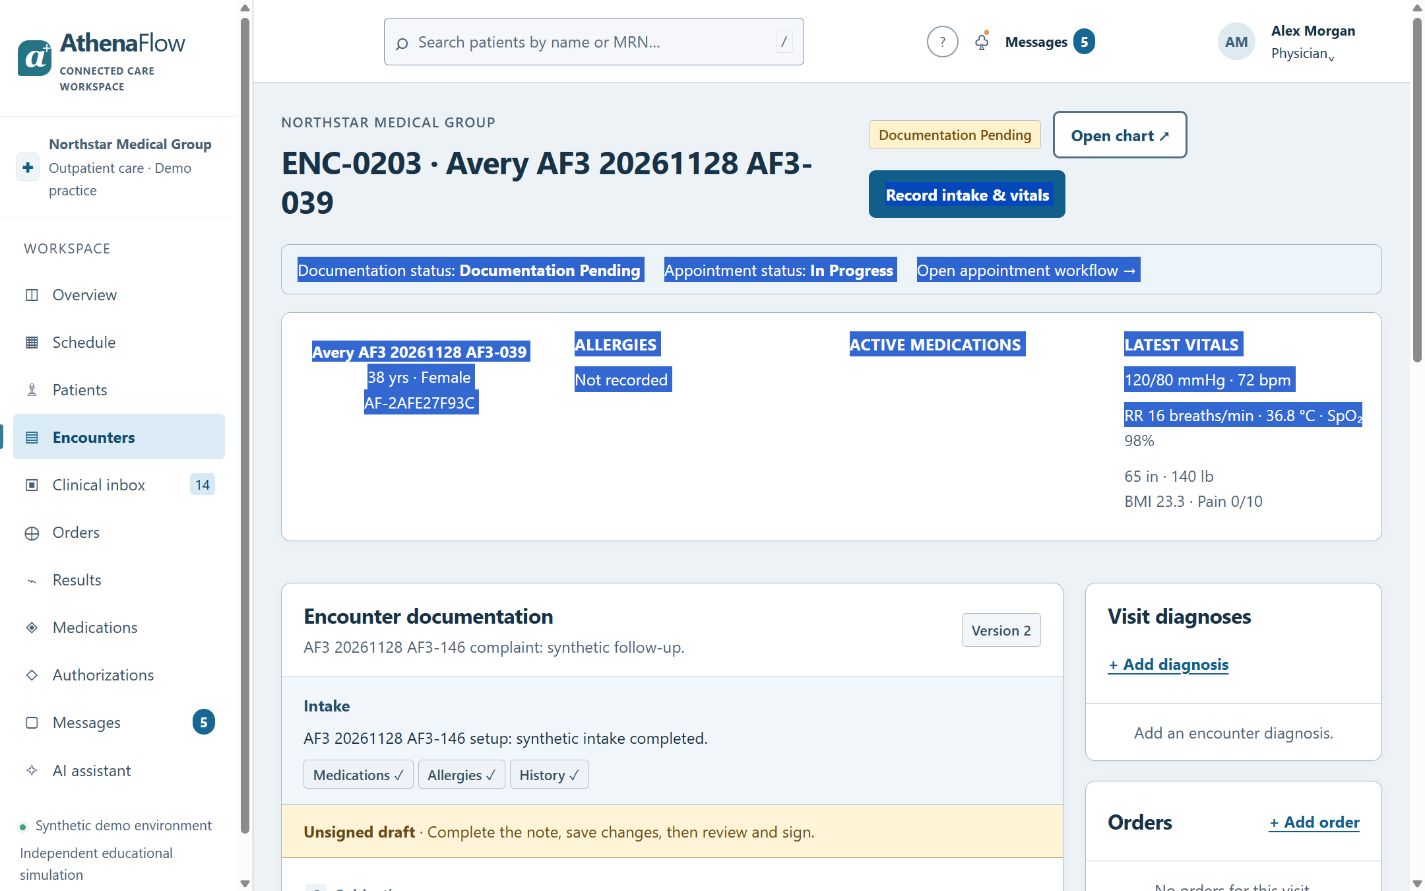 AthenaFlow
CONNECTED CARE
WORKSPACE
Northstar Medical Group
Outpatient care · Demo
practice
WORKSPACE
Overview
Schedule
Patients
Encounters
Clinical inbox 14
Orders
Results
Medications
Authorizations
Messages 5
AI assistant
Synthetic demo environment
Independent educational
simulation
Search patients by name or MRN... /
? Messages 5
AM
Alex Morgan
Physician
NORTHSTAR MEDICAL GROUP
ENC-0203 · Avery AF3 20261128 AF3-
039
Documentation Pending
Open chart ↗
Record intake & vitals
Documentation status: Documentation Pending Appointment status: In Progress Open appointment workflow →
Avery AF3 20261128 AF3-039
38 yrs · Female
AF-2AFE27F93C
ALLERGIES
Not recorded
ACTIVE MEDICATIONS
LATEST VITALS
120/80 mmHg · 72 bpm
RR 16 breaths/min · 36.8 °C · SpO₂
98%
65 in · 140 lb
BMI 23.3 · Pain 0/10
Encounter documentation
AF3 20261128 AF3-146 complaint: synthetic follow-up.
Version 2
Intake
AF3 20261128 AF3-146 setup: synthetic intake completed.
Medications ✓ Allergies ✓ History ✓
Unsigned draft · Complete the note, save changes, then review and sign.
Visit diagnoses
+ Add diagnosis
Add an encounter diagnosis.
Orders
+ Add order
No orders for this visit